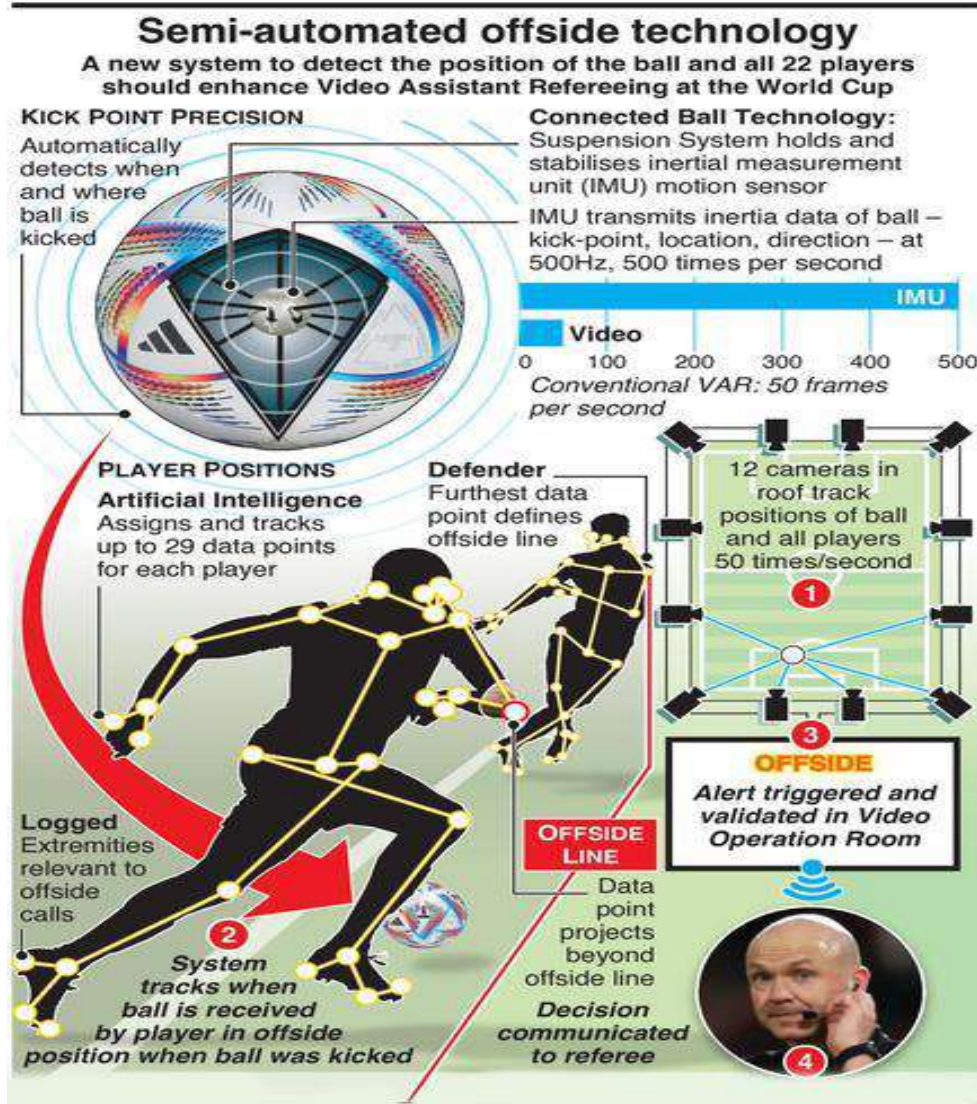 Semi-automated offside technology
A new system to detect the position of the ball and all 22 players
should enhance Video Assistant Refereeing at the World Cup
KICK POINT PRECISION
Automatically
detects when
and where
ball is
kicked
Connected Ball Technology:
Suspension System holds and
stabilises inertial measurement
unit (IMU) motion sensor
IMU transmits inertia data of ball –
kick-point, location, direction – at
500Hz, 500 times per second
IMU
Video
0 100 200 300 400 500
Conventional VAR: 50 frames
per second
PLAYER POSITIONS
Artificial Intelligence
Assigns and tracks
up to 29 data points
for each player
Defender
Furthest data
point defines
offside line
12 cameras in
roof track
positions of ball
and all players
50 times/second
1
Logged
Extremities
relevant to
offside
calls
2
System
tracks when
ball is received
by player in offside
position when ball was kicked
OFFSIDE
LINE
Data
point
projects
beyond
offside line
3
OFFSIDE
Alert triggered and
validated in Video
Operation Room
Decision
communicated
to referee
4